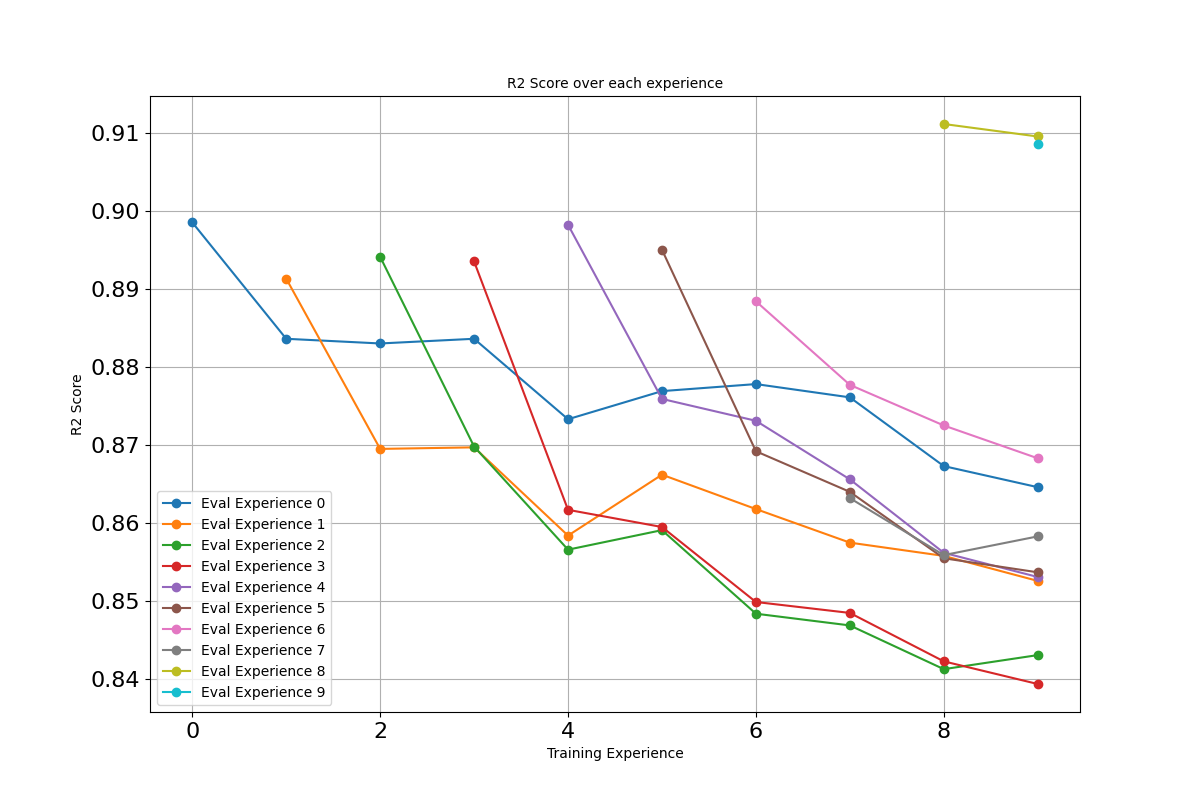 R2 Score over each experience
0.91
0.90
0.89
0.88
0.87
0.86
0.85
0.84
R2 Score
Eval Experience 0
Eval Experience 1
Eval Experience 2
Eval Experience 3
Eval Experience 4
Eval Experience 5
Eval Experience 6
Eval Experience 7
Eval Experience 8
Eval Experience 9
0 2 4 6 8
Training Experience